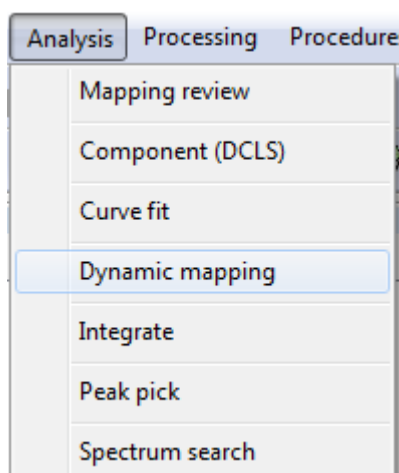 Analysis Processing Procedure
Mapping review
Component (DCLS)
Curve fit
Dynamic mapping
Integrate
Peak pick
Spectrum search